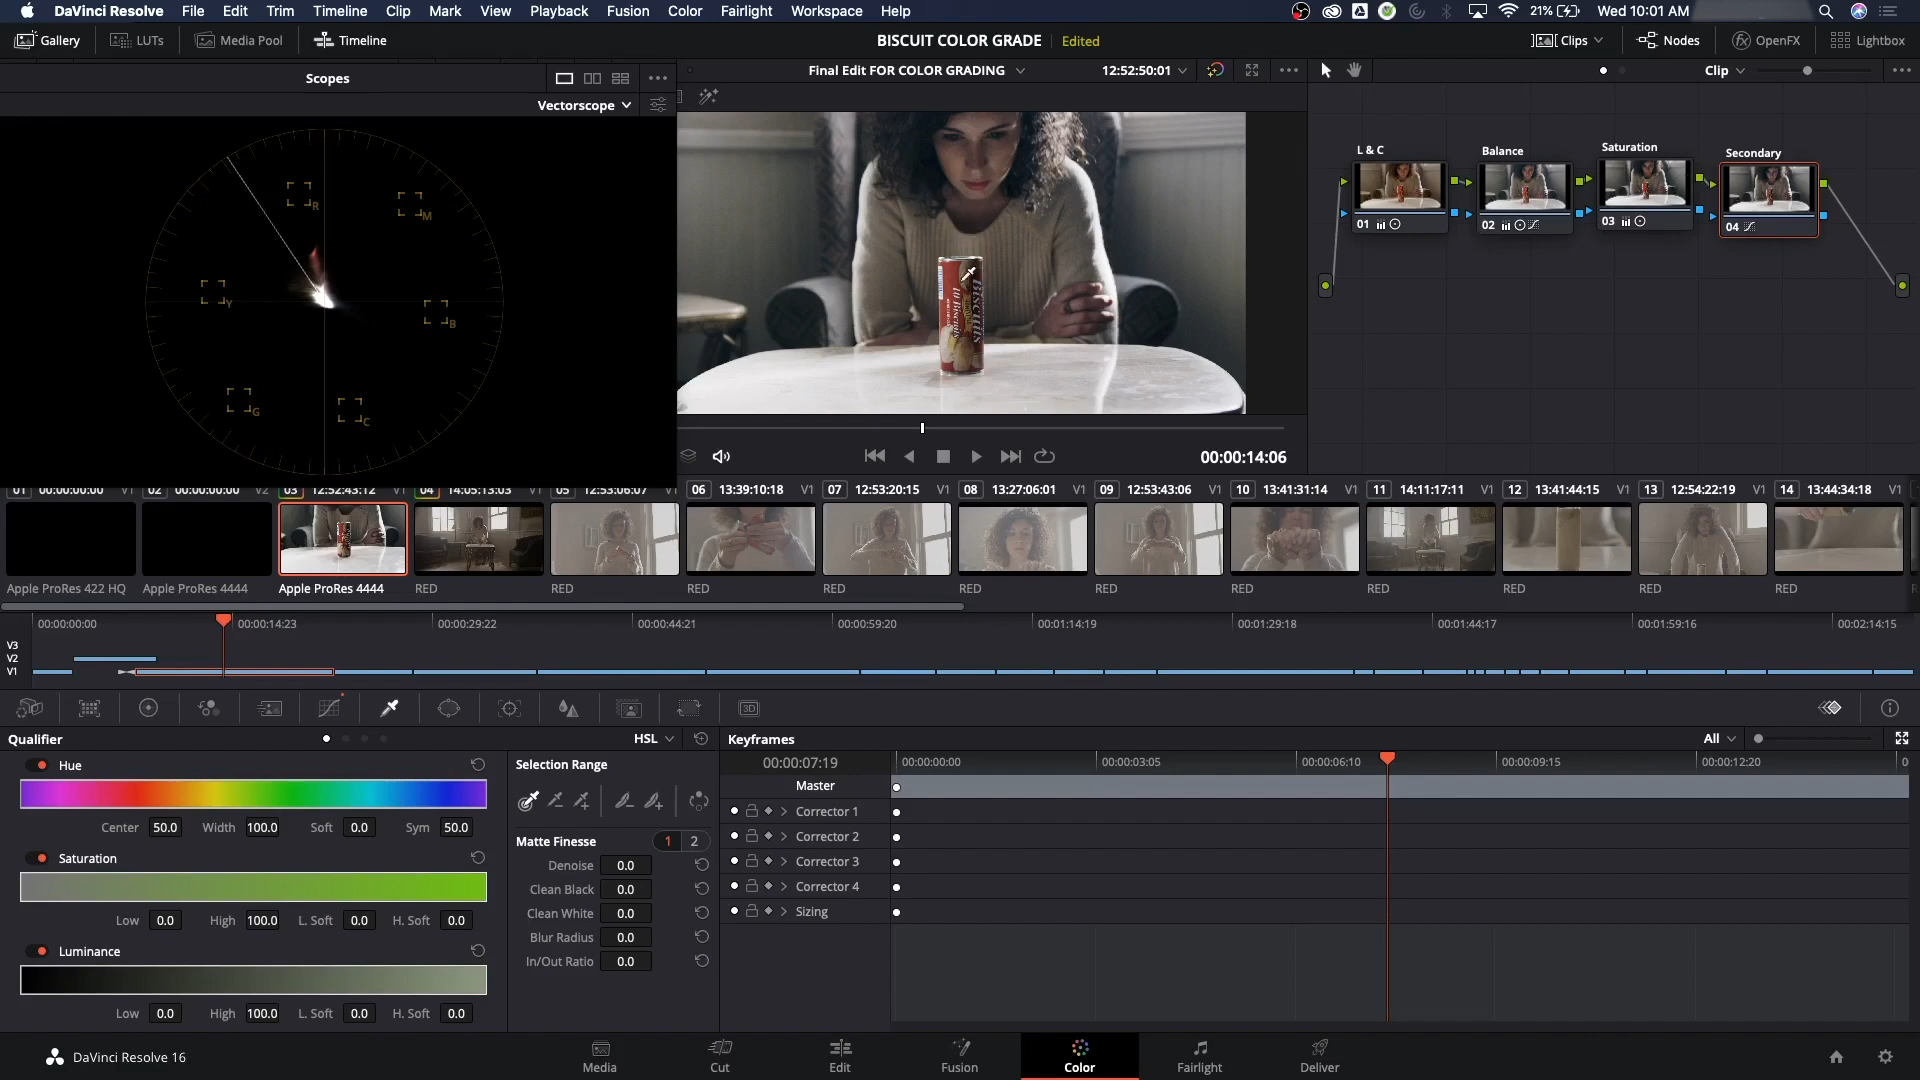 DaVinci Resolve File Edit Trim Timeline Clip Mark View Playback Fusion Color Fairlight Workspace Help 21% Wed 10:01 AM
Gallery LUTs Media Pool Timeline BISCUIT COLOR GRADE Edited Clips Nodes OpenFX Lightbox
Scopes Final Edit FOR COLOR GRADING 12:52:50:01 Clip
Vectorscope
R M Y B G C
Biscuits
10 Biscuits
L & C Balance Saturation Secondary
01 02 03 04
00:00:14:06
01 00:00:00:00 V1 02 00:00:00:00 V2 03 12:52:43:12 V1 04 14:05:13:03 V1 05 12:53:06:07 V1 06 13:39:10:18 V1 07 12:53:20:15 V1 08 13:27:06:01 V1 09 12:53:43:06 V1 10 13:41:31:14 V1 11 14:11:17:11 V1 12 13:41:44:15 V1 13 12:54:22:19 V1 14 13:44:34:18 V1
Apple ProRes 422 HQ Apple ProRes 4444 Apple ProRes 4444 RED RED RED RED RED RED RED RED RED RED RED
00:00:00:00 00:00:14:23 00:00:29:22 00:00:44:21 00:00:59:20 00:01:14:19 00:01:29:18 00:01:44:17 00:01:59:16 00:02:14:15
V3
V2
V1
3D
Qualifier HSL Keyframes All
Hue Selection Range 00:00:07:19 00:00:00:00 00:00:03:05 00:00:06:10 00:00:09:15 00:00:12:20 0
Master
Center 50.0 Width 100.0 Soft 0.0 Sym 50.0 Corrector 1
Matte Finesse 1 2 Corrector 2
Saturation Denoise 0.0 Corrector 3
Clean Black 0.0 Corrector 4
Low 0.0 High 100.0 L. Soft 0.0 H. Soft 0.0 Clean White 0.0 Sizing
Blur Radius 0.0
Luminance In/Out Ratio 0.0
Low 0.0 High 100.0 L. Soft 0.0 H. Soft 0.0
DaVinci Resolve 16 Media Cut Edit Fusion Color Fairlight Deliver